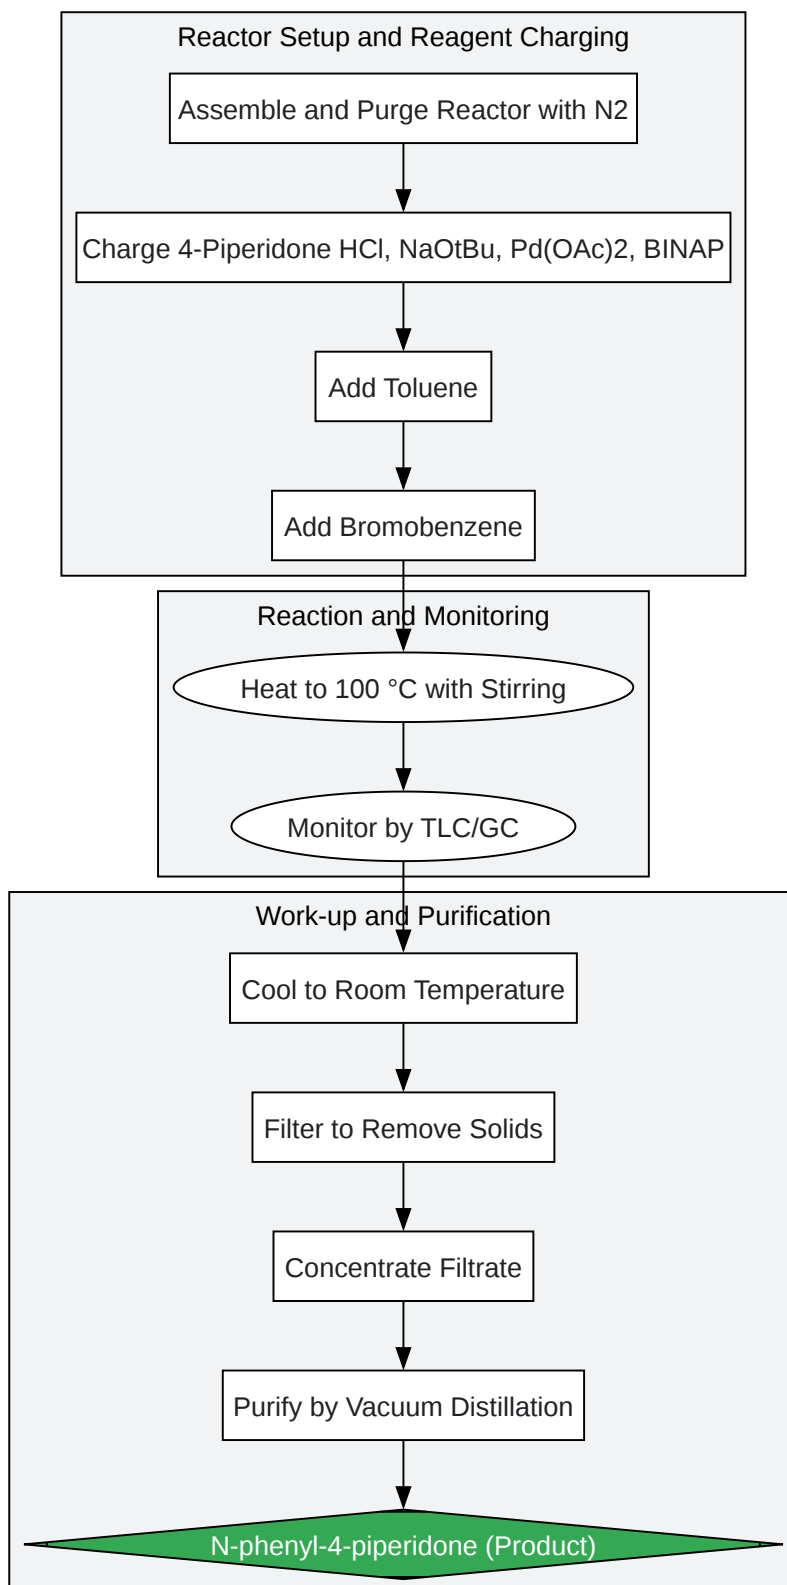 Reactor Setup and Reagent Charging
Assemble and Purge Reactor with N2
Charge 4-Piperidone HCl, NaOtBu, Pd(OAc)2, BINAP
Add Toluene
Add Bromobenzene
Reaction and Monitoring
Heat to 100 °C with Stirring
Monitor by TLC/GC
Work-up and Purification
Cool to Room Temperature
Filter to Remove Solids
Concentrate Filtrate
Purify by Vacuum Distillation
N-phenyl-4-piperidone (Product)